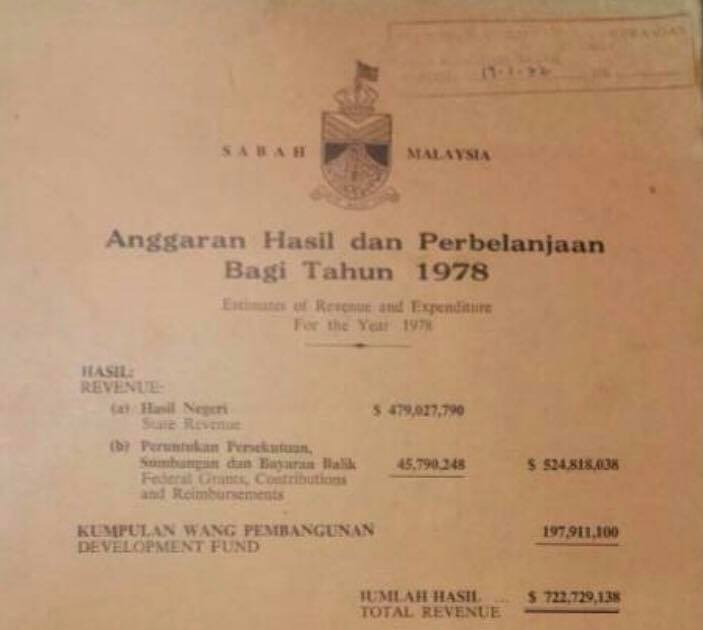 SABAH MALAYSIA
Anggaran Hasil dan Perbelanjaan
Bagi Tahun 1978
Estimates of Revenue and Expenditure
For the Year 1978
HASIL:
REVENUE:
(a) Hasil Negeri $ 479,027,790
State Revenue
(b) Peruntukan Persekutuan,
Sumbangan dan Bayaran Balik 45,790,248 $ 524,818,038
Federal Grants, Contributions
and Reimbursements
KUMPULAN WANG PEMBANGUNAN 197,911,100
DEVELOPMENT FUND
JUMLAH HASIL ... $ 722,729,138
TOTAL REVENUE